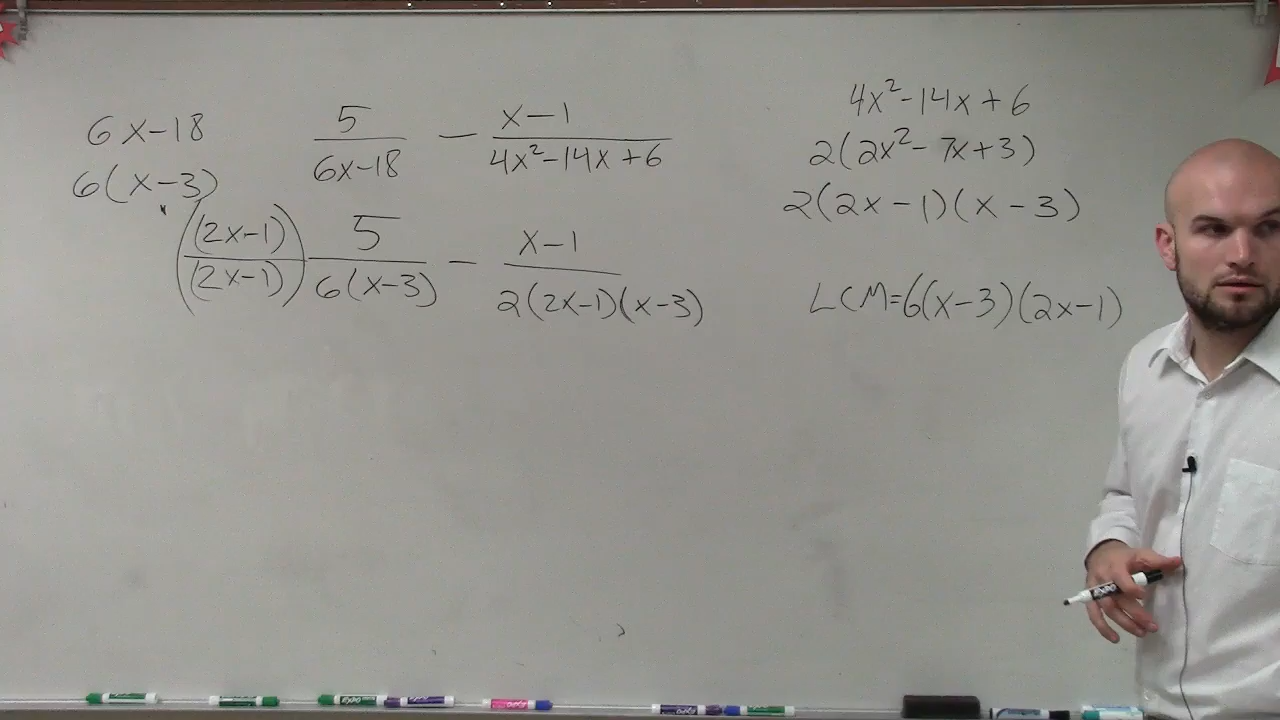 6x-18
6(x-3)
5/(6x-18) - (x-1)/(4x²-14x+6)
((2x-1)/(2x-1)) 5/(6(x-3)) - (x-1)/(2(2x-1)(x-3))
4x²-14x+6
2(2x²-7x+3)
2(2x-1)(x-3)
LCM=6(x-3)(2x-1)